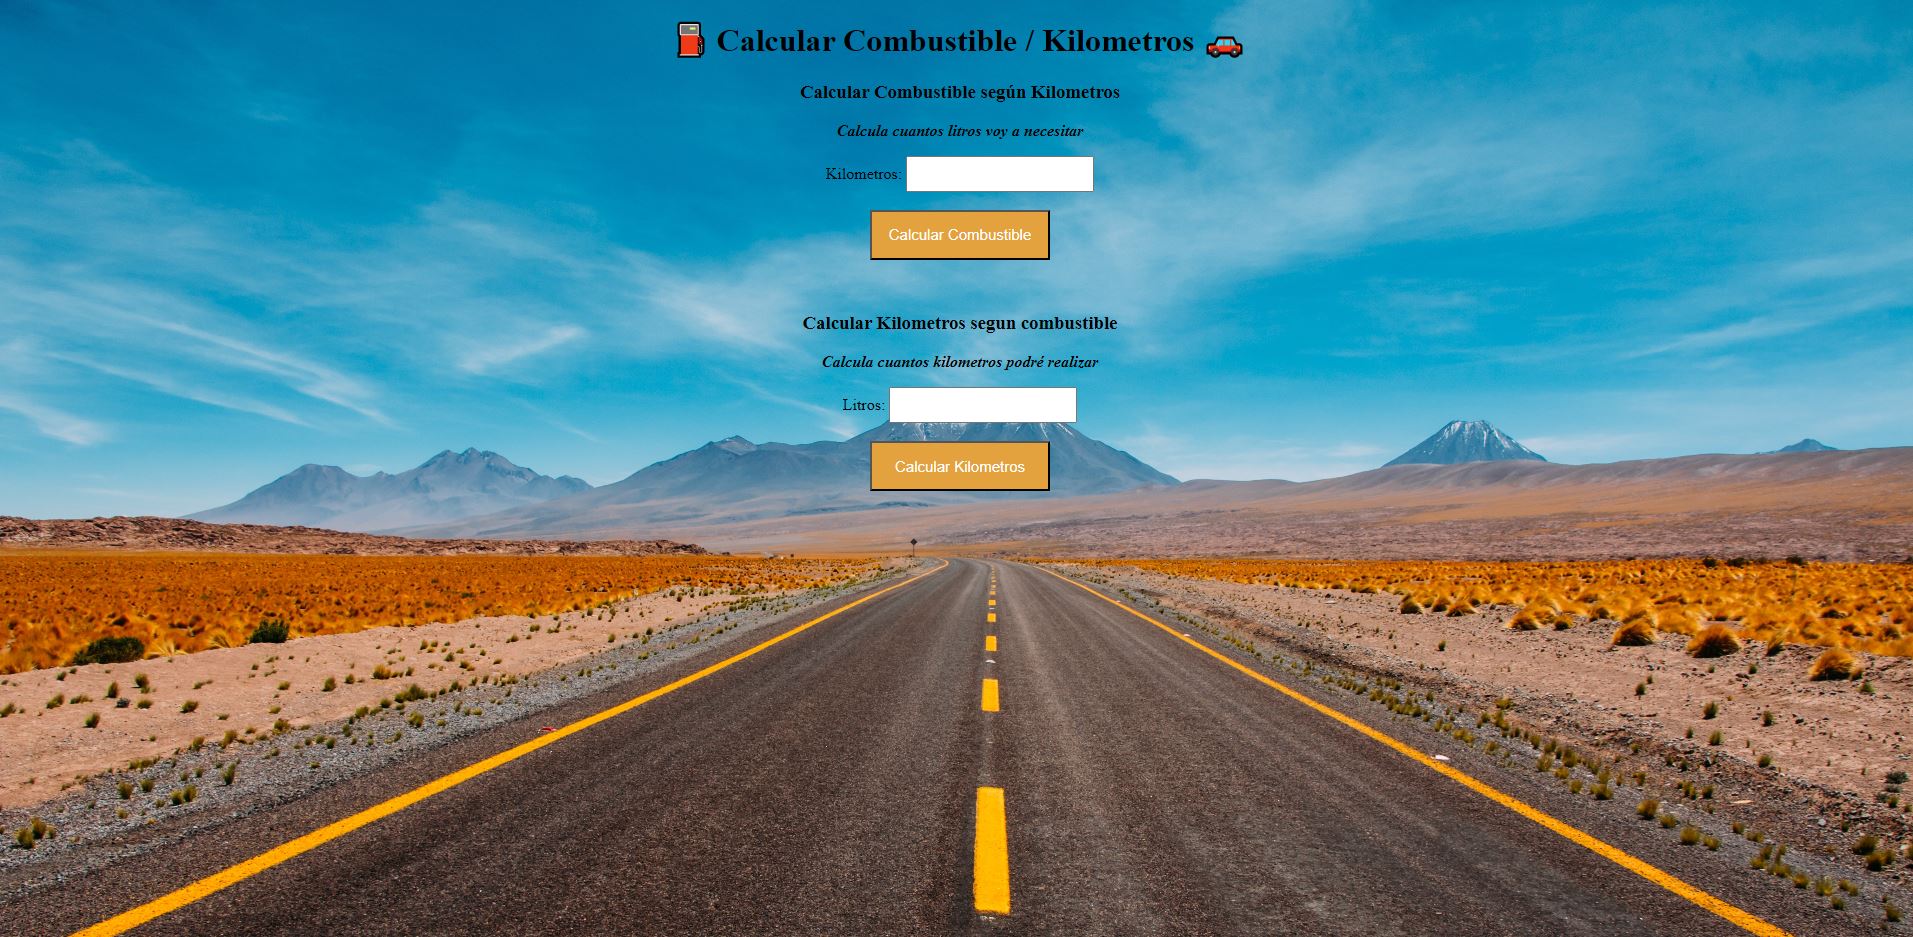 Calcular Combustible / Kilometros
Calcular Combustible según Kilometros
Calcula cuantos litros voy a necesitar
Kilometros:
Calcular Combustible
Calcular Kilometros segun combustible
Calcula cuantos kilometros podré realizar
Litros:
Calcular Kilometros